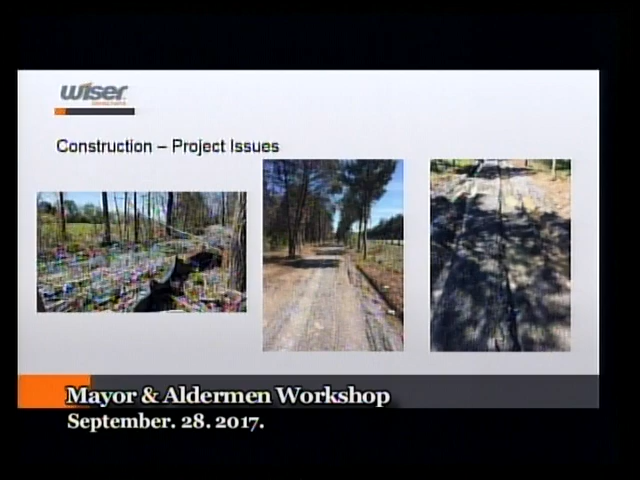 wiser
Construction – Project Issues
Mayor & Aldermen Workshop
September. 28. 2017.